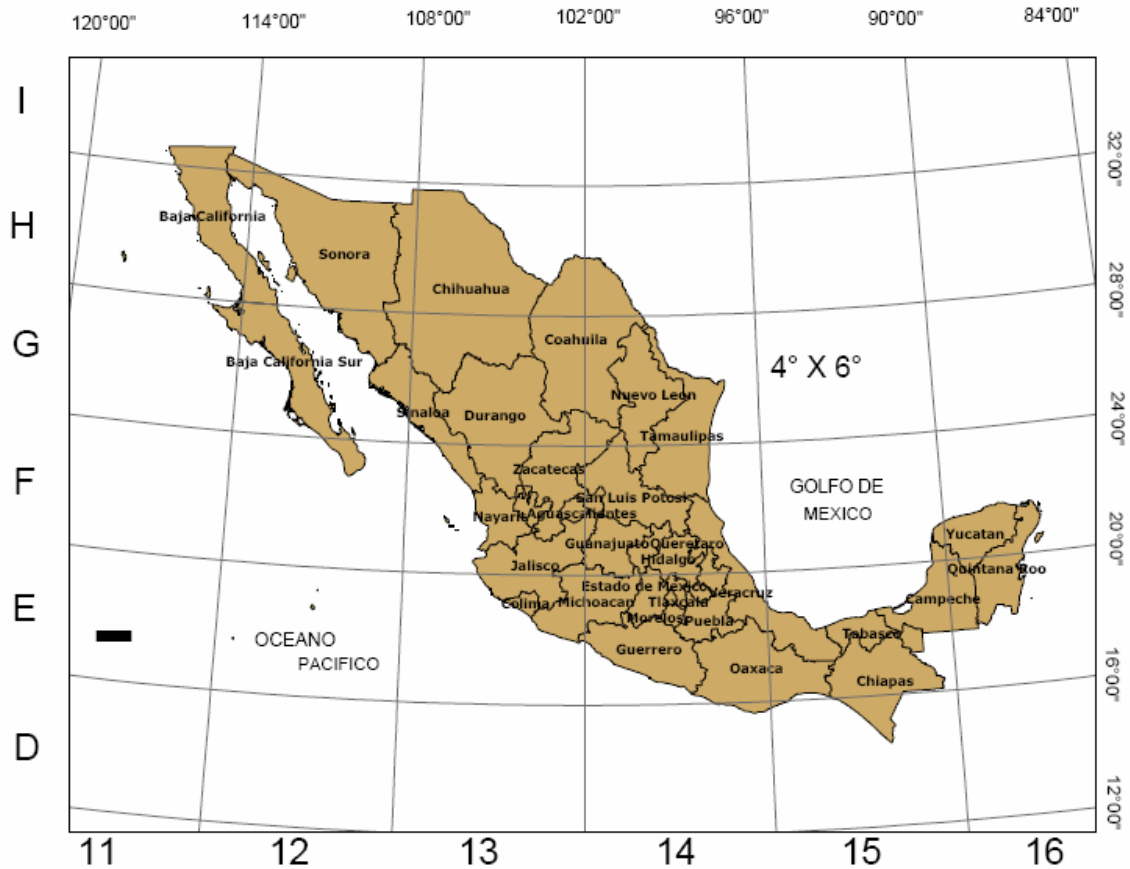 120°00" 114°00" 108°00" 102°00" 96°00" 90°00" 84°00"
I
32°00"
H
Baja California
Sonora
28°00"
Chihuahua
G
Coahuila
Baja California Sur
4° X 6°
Nuevo Leon
24°00"
Sinaloa
Durango
Tamaulipas
F
Zacatecas
GOLFO DE
MEXICO
San Luis Potosi
Nayarit
Aguascalientes
20°00"
Yucatan
Guanajuato
Queretaro
Hidalgo
Jalisco
Quintana Roo
Estado de Mexico
Veracruz
Campeche
E
Colima
Michoacan
Tlaxcala
Morelos
Puebla
Tabasco
OCEANO
PACIFICO
Guerrero
Oaxaca
Chiapas
16°00"
D
12°00"
11 12 13 14 15 16